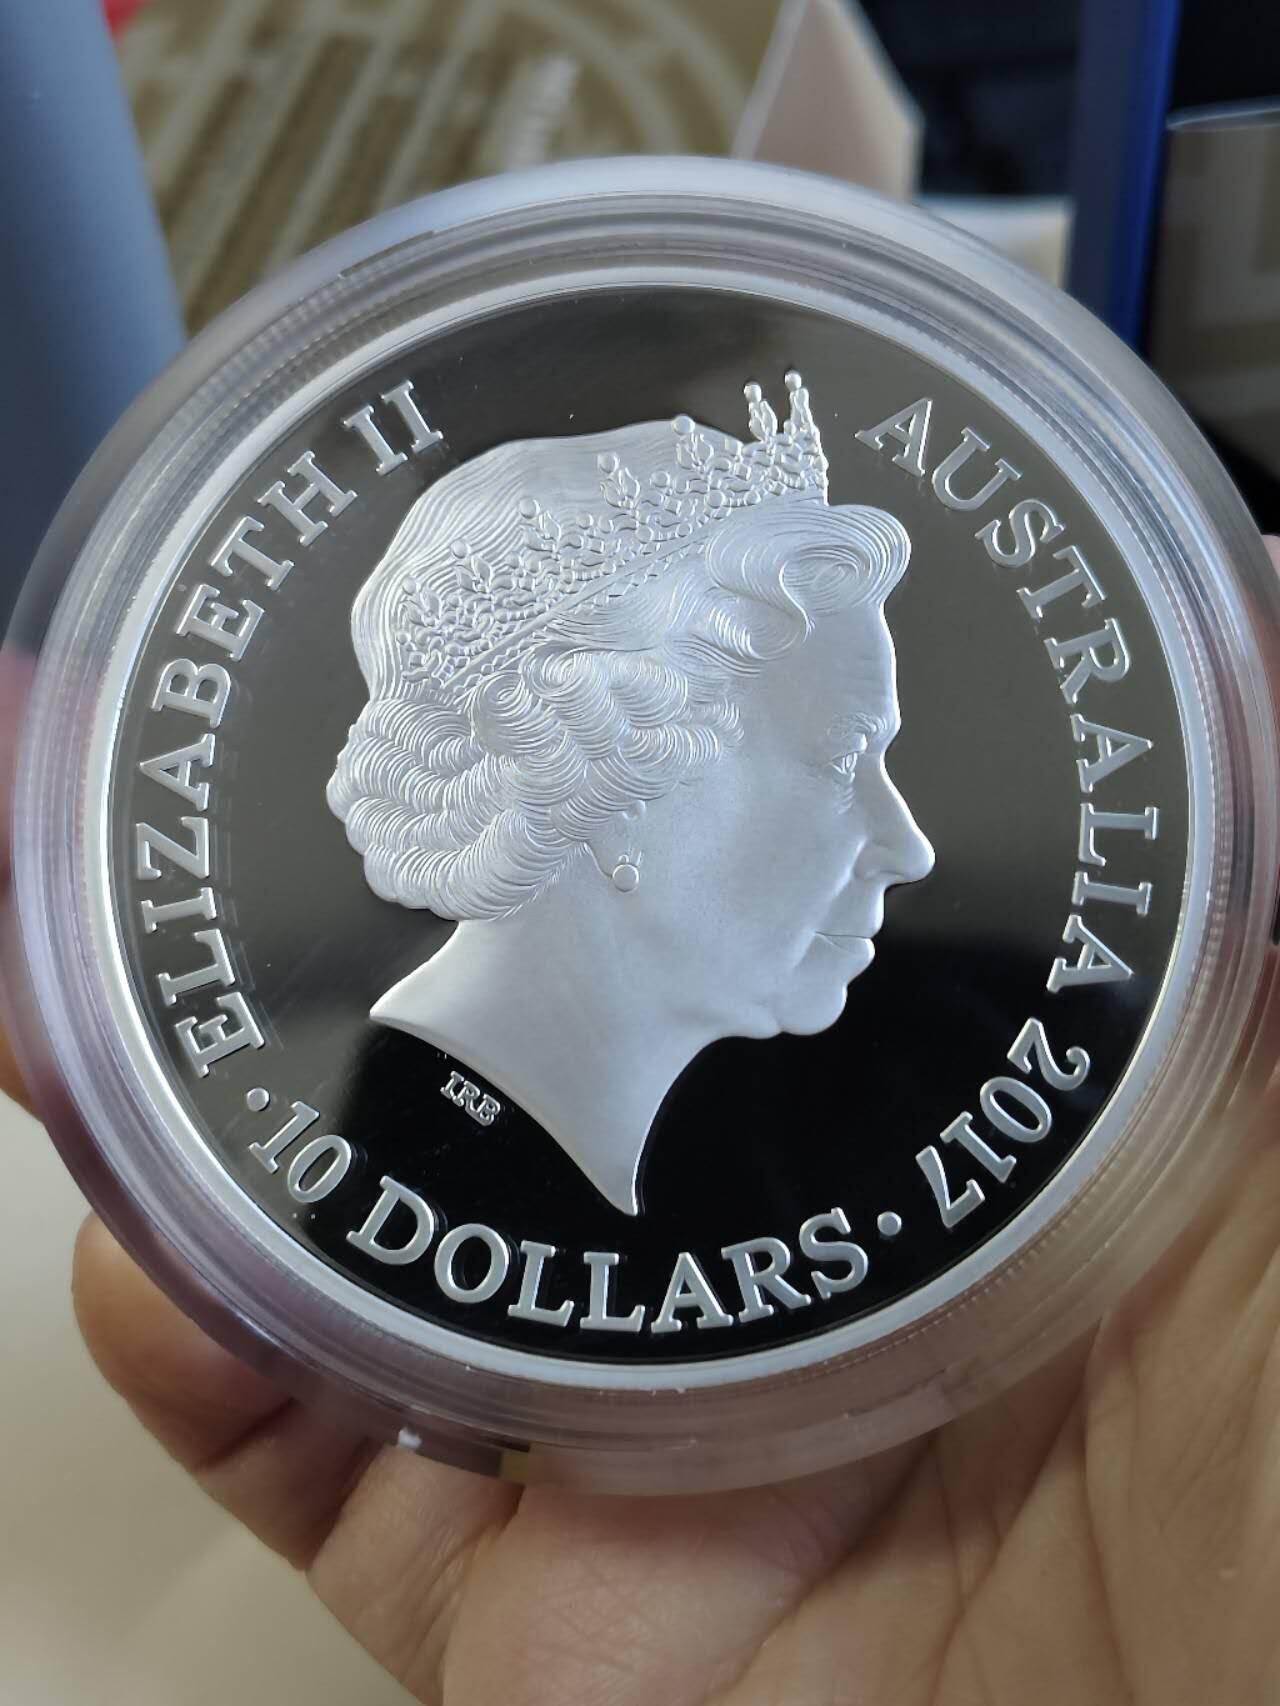 ELIZABETH II
AUSTRALIA 2017
·10 DOLLARS·
IRB